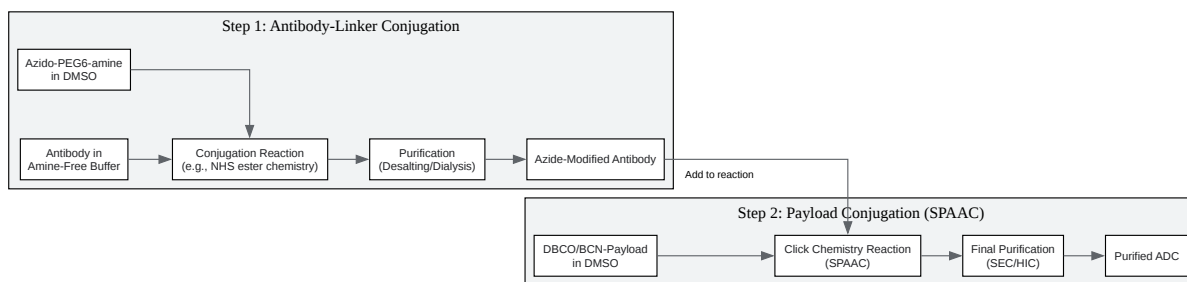 Step 1: Antibody-Linker Conjugation
Azido-PEG6-amine
in DMSO
Antibody in
Amine-Free Buffer
Conjugation Reaction
(e.g., NHS ester chemistry)
Purification
(Desalting/Dialysis)
Azide-Modified Antibody
Add to reaction
Step 2: Payload Conjugation (SPAAC)
DBCO/BCN-Payload
in DMSO
Click Chemistry Reaction
(SPAAC)
Final Purification
(SEC/HIC)
Purified ADC